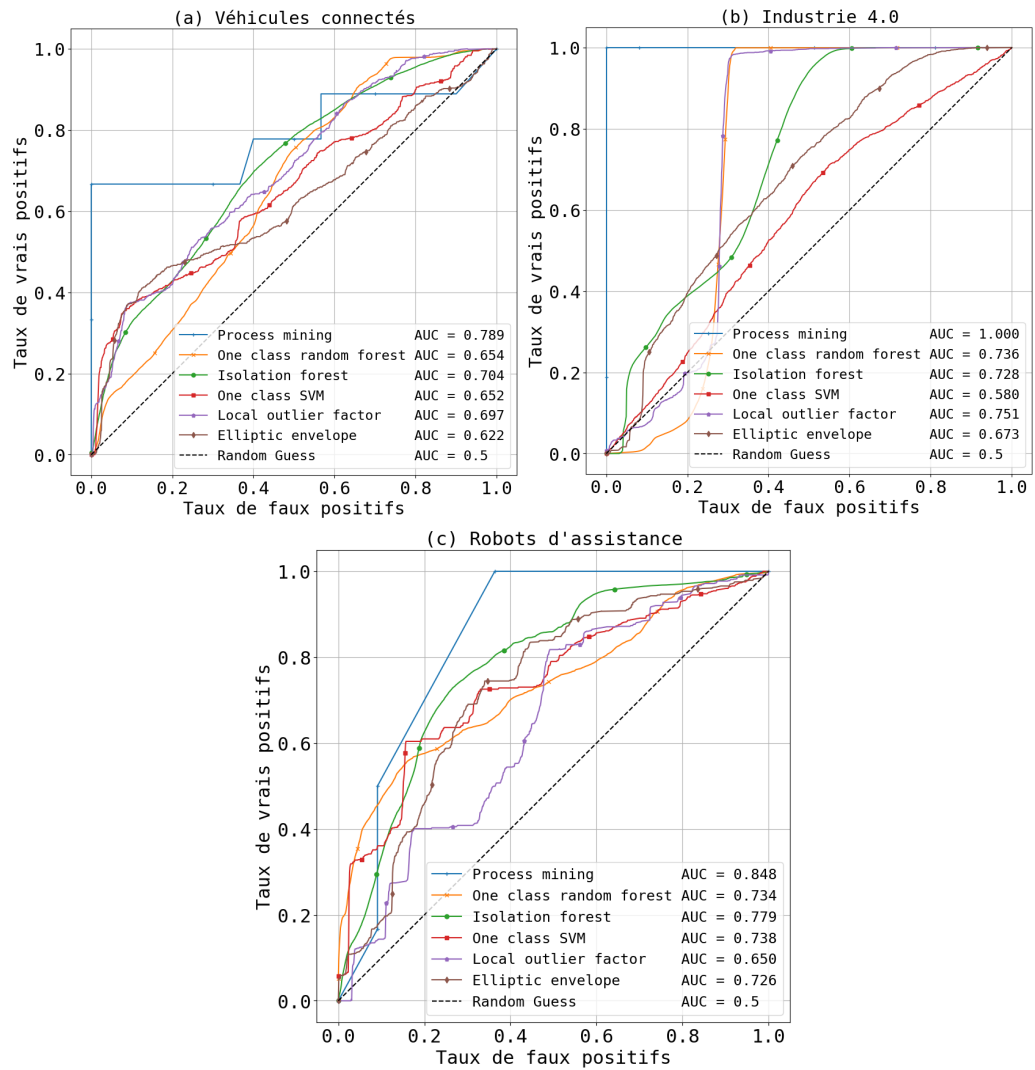 (a) Véhicules connectés
1.0
0.8
0.6
0.4
0.2
0.0
Taux de vrais positifs
Process mining AUC = 0.789
One class random forest AUC = 0.654
Isolation forest AUC = 0.704
One class SVM AUC = 0.652
Local outlier factor AUC = 0.697
Elliptic envelope AUC = 0.622
Random Guess AUC = 0.5
0.0 0.2 0.4 0.6 0.8 1.0
Taux de faux positifs
(b) Industrie 4.0
1.0
0.8
0.6
0.4
0.2
0.0
Taux de vrais positifs
Process mining AUC = 1.000
One class random forest AUC = 0.736
Isolation forest AUC = 0.728
One class SVM AUC = 0.580
Local outlier factor AUC = 0.751
Elliptic envelope AUC = 0.673
Random Guess AUC = 0.5
0.0 0.2 0.4 0.6 0.8 1.0
Taux de faux positifs
(c) Robots d'assistance
1.0
0.8
0.6
0.4
0.2
0.0
Taux de vrais positifs
Process mining AUC = 0.848
One class random forest AUC = 0.734
Isolation forest AUC = 0.779
One class SVM AUC = 0.738
Local outlier factor AUC = 0.650
Elliptic envelope AUC = 0.726
Random Guess AUC = 0.5
0.0 0.2 0.4 0.6 0.8 1.0
Taux de faux positifs